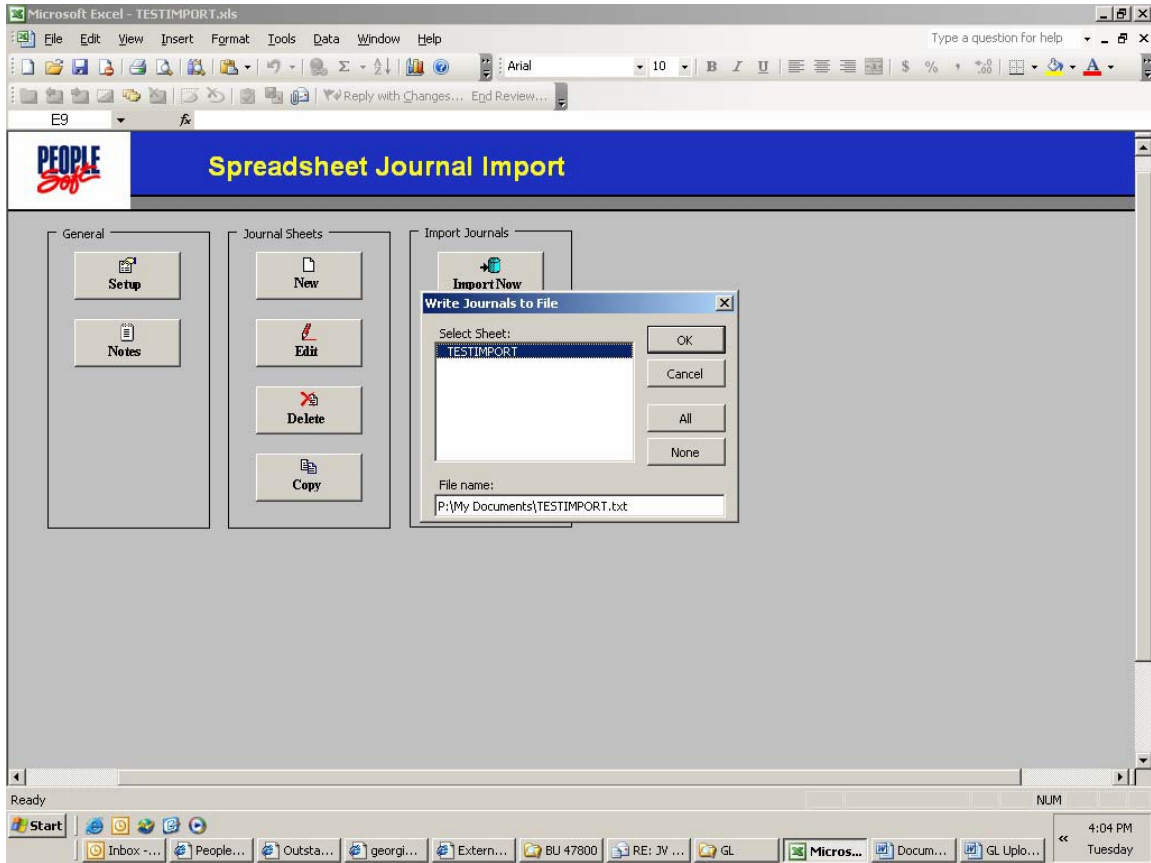 Microsoft Excel - TESTIMPORT.xls
File Edit View Insert Format Tools Data Window Help Type a question for help
Arial 10 B I U $ % ,
Reply with Changes... End Review...
E9 fx
PEOPLE
Soft
Spreadsheet Journal Import
General
Setup
Notes
Journal Sheets
New
Edit
Delete
Copy
Import Journals
Import Now
Write Journals to File
Select Sheet:
TESTIMPORT
OK
Cancel
All
None
File name:
P:\My Documents\TESTIMPORT.txt
Ready NUM
Start 4:04 PM
Inbox -... People... Outsta... georgi... Extern... BU 47800 RE: JV ... GL Micros... Docum... GL Uplo... Tuesday